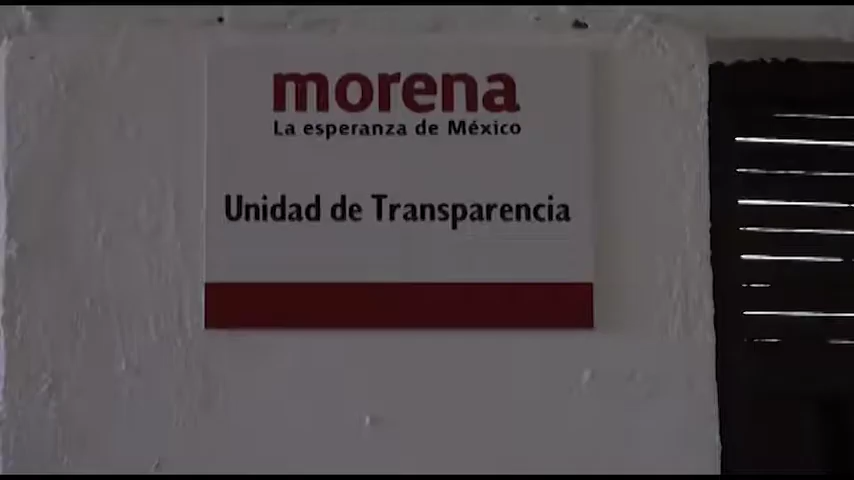 morena
La esperanza de México
Unidad de Transparencia